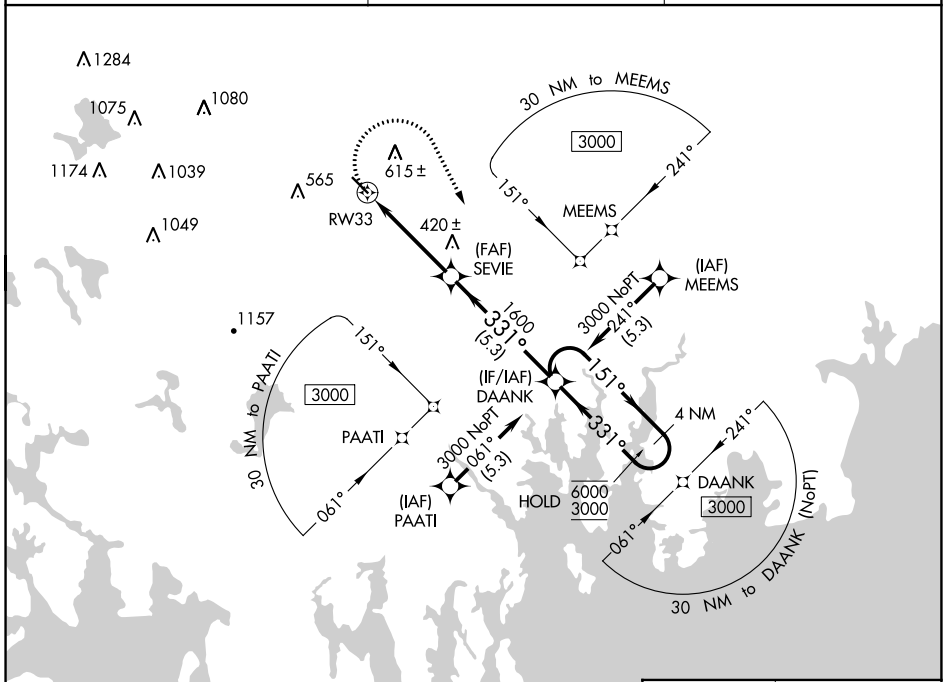 1284
1075
1080
1174
1039
565
1049
615 ±
RW33
420 ±
(FAF)
SEVIE
30 NM to MEEMS
3000
151°
241°
MEEMS
(IAF)
MEEMS
3000 NoPT
241°
(5.3)
1600
331°
(5.3)
1157
30 NM to PAATI
3000
151°
PAATI
061°
(IF/IAF)
DAANK
151°
331°
4 NM
3000 NoPT
061°
(5.3)
(IAF)
PAATI
HOLD
6000
3000
241°
DAANK
3000
061°
30 NM to DAANK (NoPT)